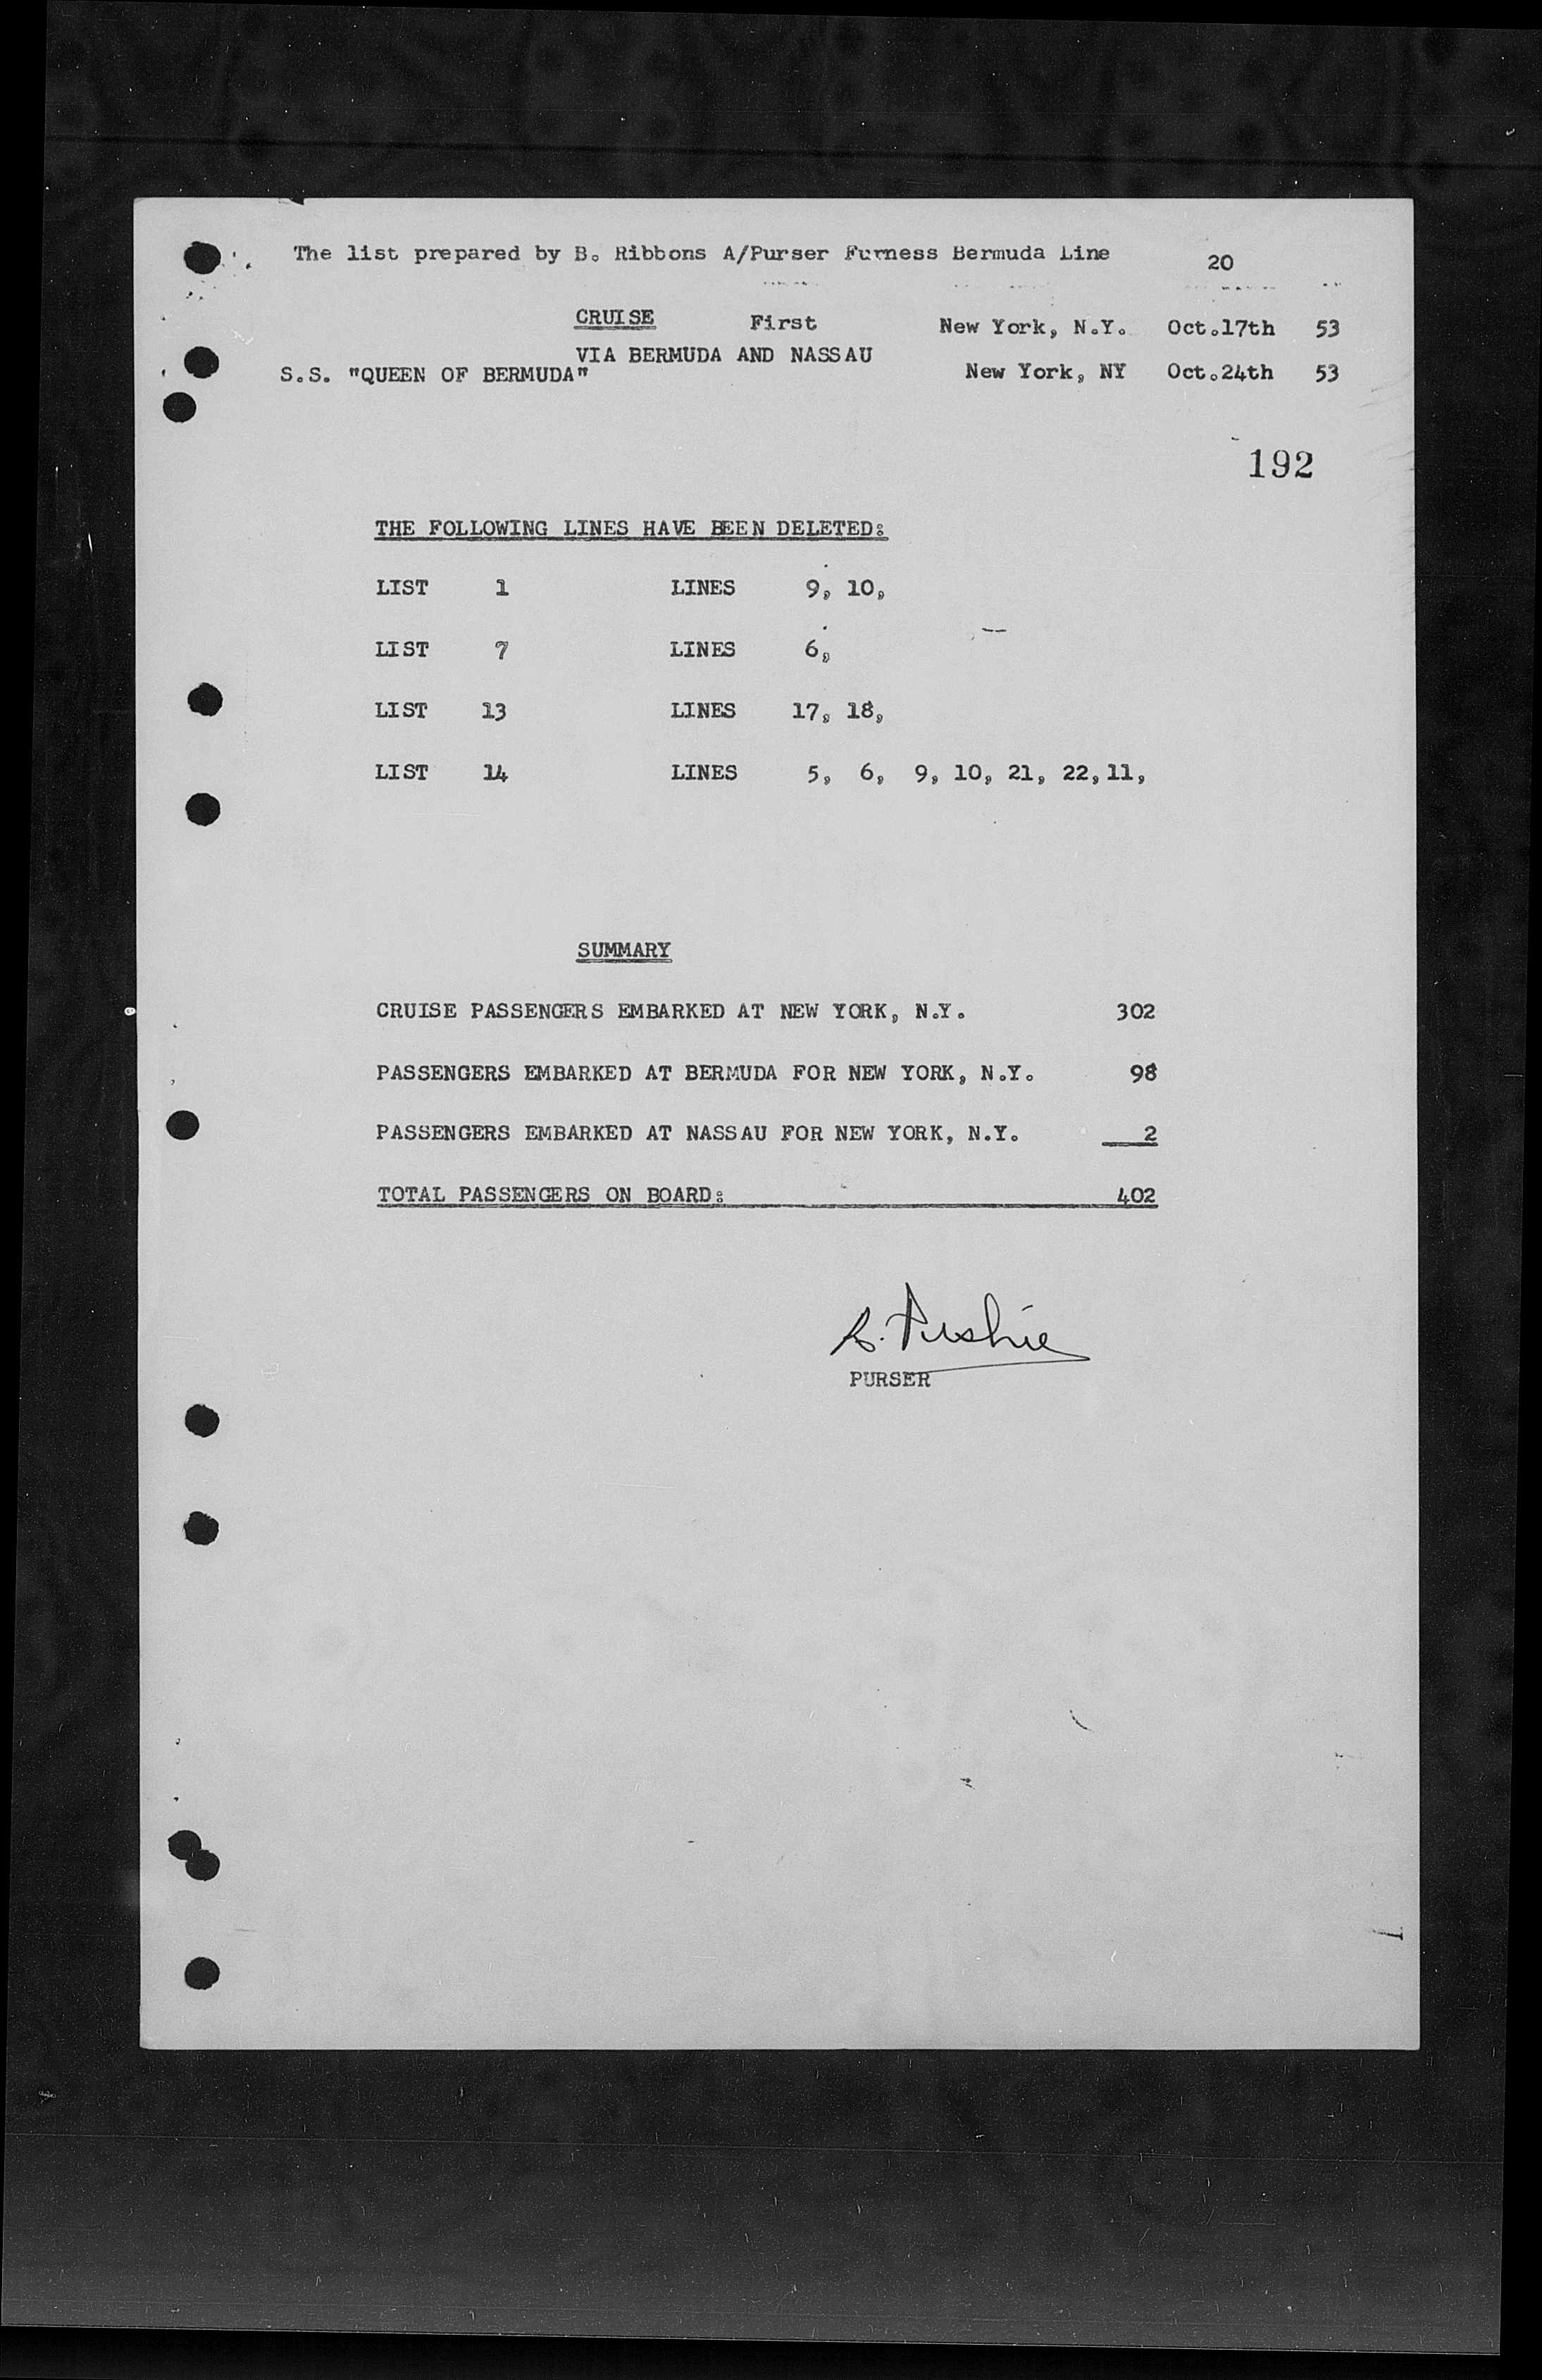 The list prepared by B. Ribbons A/Purser Furness Bermuda Line 20
CRUISE First New York, N.Y. Oct.17th 53
VIA BERMUDA AND NASSAU
S.S. "QUEEN OF BERMUDA" New York, NY Oct.24th 53
192
THE FOLLOWING LINES HAVE BEEN DELETED:
LIST 1 LINES 9, 10,
LIST 7 LINES 6,
LIST 13 LINES 17, 18,
LIST 14 LINES 5, 6, 9, 10, 21, 22, 11,
SUMMARY
CRUISE PASSENGERS EMBARKED AT NEW YORK, N.Y. 302
PASSENGERS EMBARKED AT BERMUDA FOR NEW YORK, N.Y. 98
PASSENGERS EMBARKED AT NASSAU FOR NEW YORK, N.Y. 2
TOTAL PASSENGERS ON BOARD: 402
PURSER